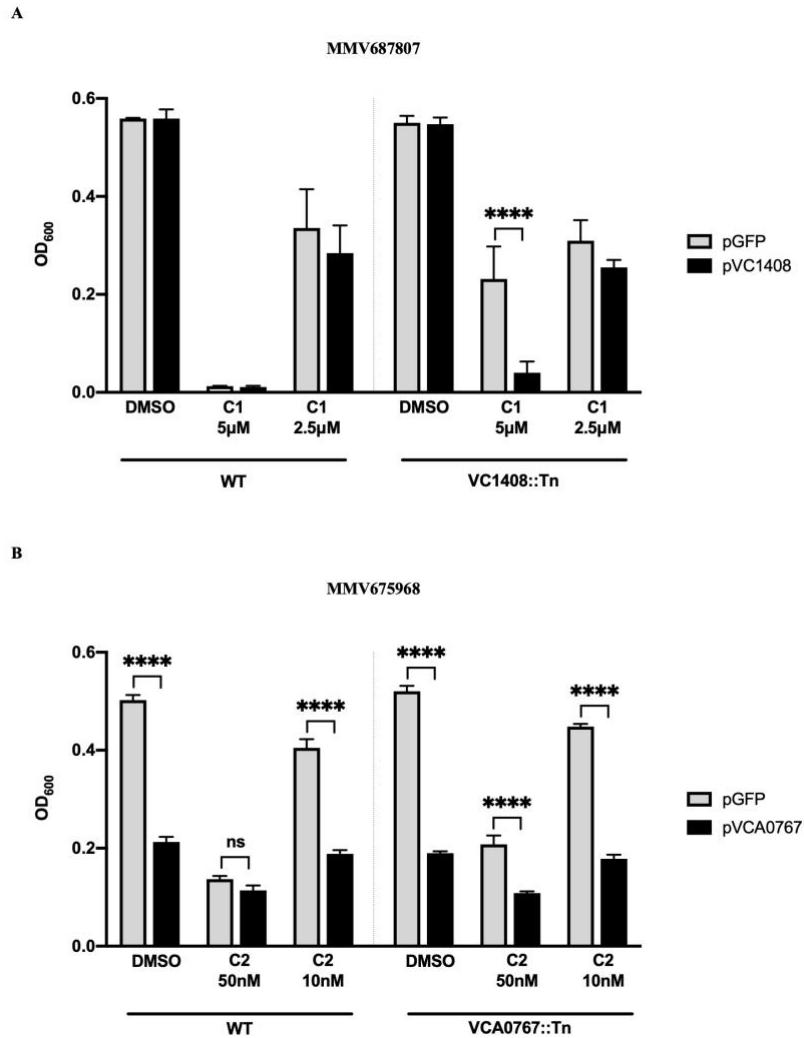 A
MMV687807
0.6
0.4
0.2
0.0
OD600
****
pGFP
pVC1408
DMSO C1 C1 DMSO C1 C1
5µM 2.5µM 5µM 2.5µM
WT VC1408::Tn
B
MMV675968
0.6
0.4
0.2
0.0
OD600
**** **** ns **** **** ****
pGFP
pVCA0767
DMSO C2 C2 DMSO C2 C2
50nM 10nM 50nM 10nM
WT VCA0767::Tn